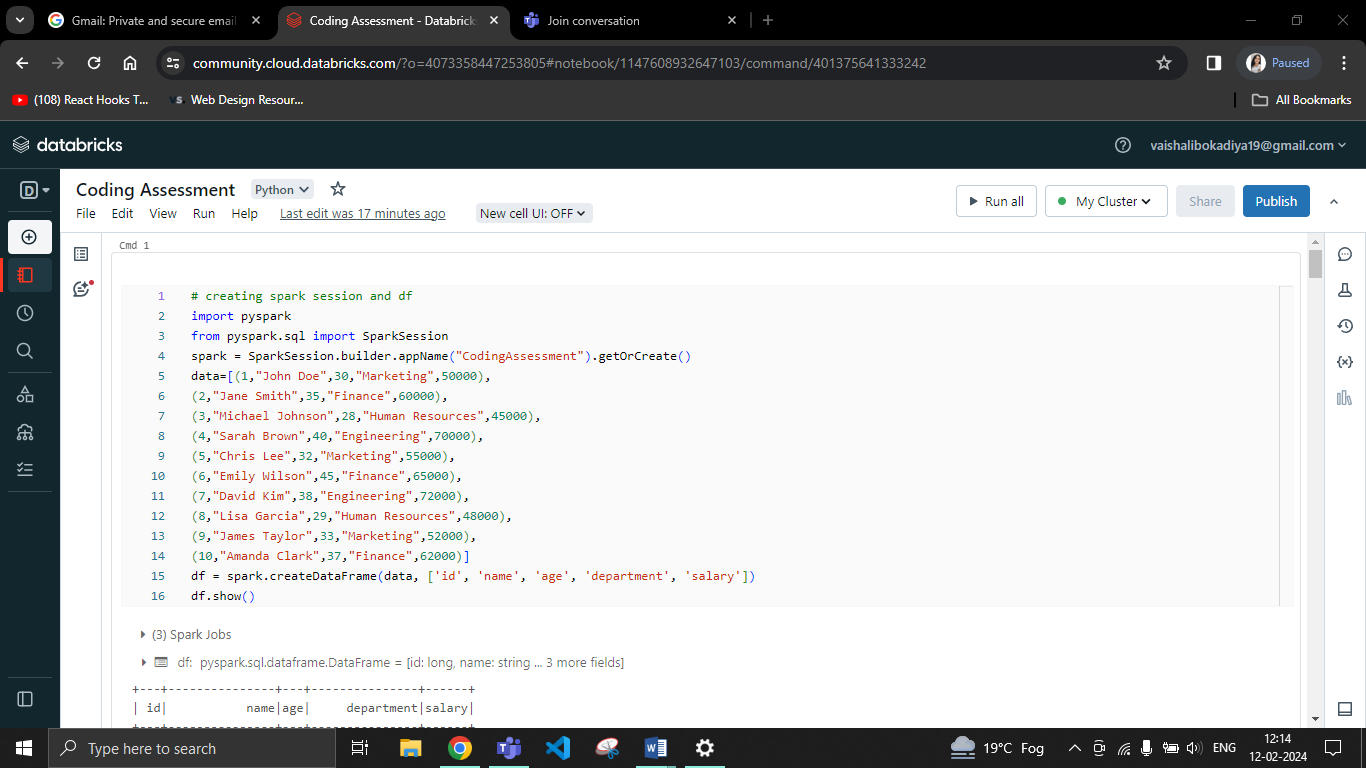 Gmail: Private and secure email
Coding Assessment - Databrick
Join conversation
community.cloud.databricks.com/?o=4073358447253805#notebook/1147608932647103/command/401375641333242
Paused
(108) React Hooks T...
VS. Web Design Resour...
All Bookmarks
databricks
vaishalibokadiya19@gmail.com
D
Coding Assessment
Python
File Edit View Run Help Last edit was 17 minutes ago New cell UI: OFF
Run all
My Cluster
Share
Publish
Cmd 1
1 # creating spark session and df
2 import pyspark
3 from pyspark.sql import SparkSession
4 spark = SparkSession.builder.appName("CodingAssessment").getOrCreate()
5 data=[(1,"John Doe",30,"Marketing",50000),
6 (2,"Jane Smith",35,"Finance",60000),
7 (3,"Michael Johnson",28,"Human Resources",45000),
8 (4,"Sarah Brown",40,"Engineering",70000),
9 (5,"Chris Lee",32,"Marketing",55000),
10 (6,"Emily Wilson",45,"Finance",65000),
11 (7,"David Kim",38,"Engineering",72000),
12 (8,"Lisa Garcia",29,"Human Resources",48000),
13 (9,"James Taylor",33,"Marketing",52000),
14 (10,"Amanda Clark",37,"Finance",62000)]
15 df = spark.createDataFrame(data, ['id', 'name', 'age', 'department', 'salary'])
16 df.show()
(3) Spark Jobs
df: pyspark.sql.dataframe.DataFrame = [id: long, name: string ... 3 more fields]
+---+---------------+---+---------------+------+
| id|           name|age|     department|salary|
+---+---------------+---+---------------+------+
Type here to search
19°C Fog
ENG
12:14
12-02-2024